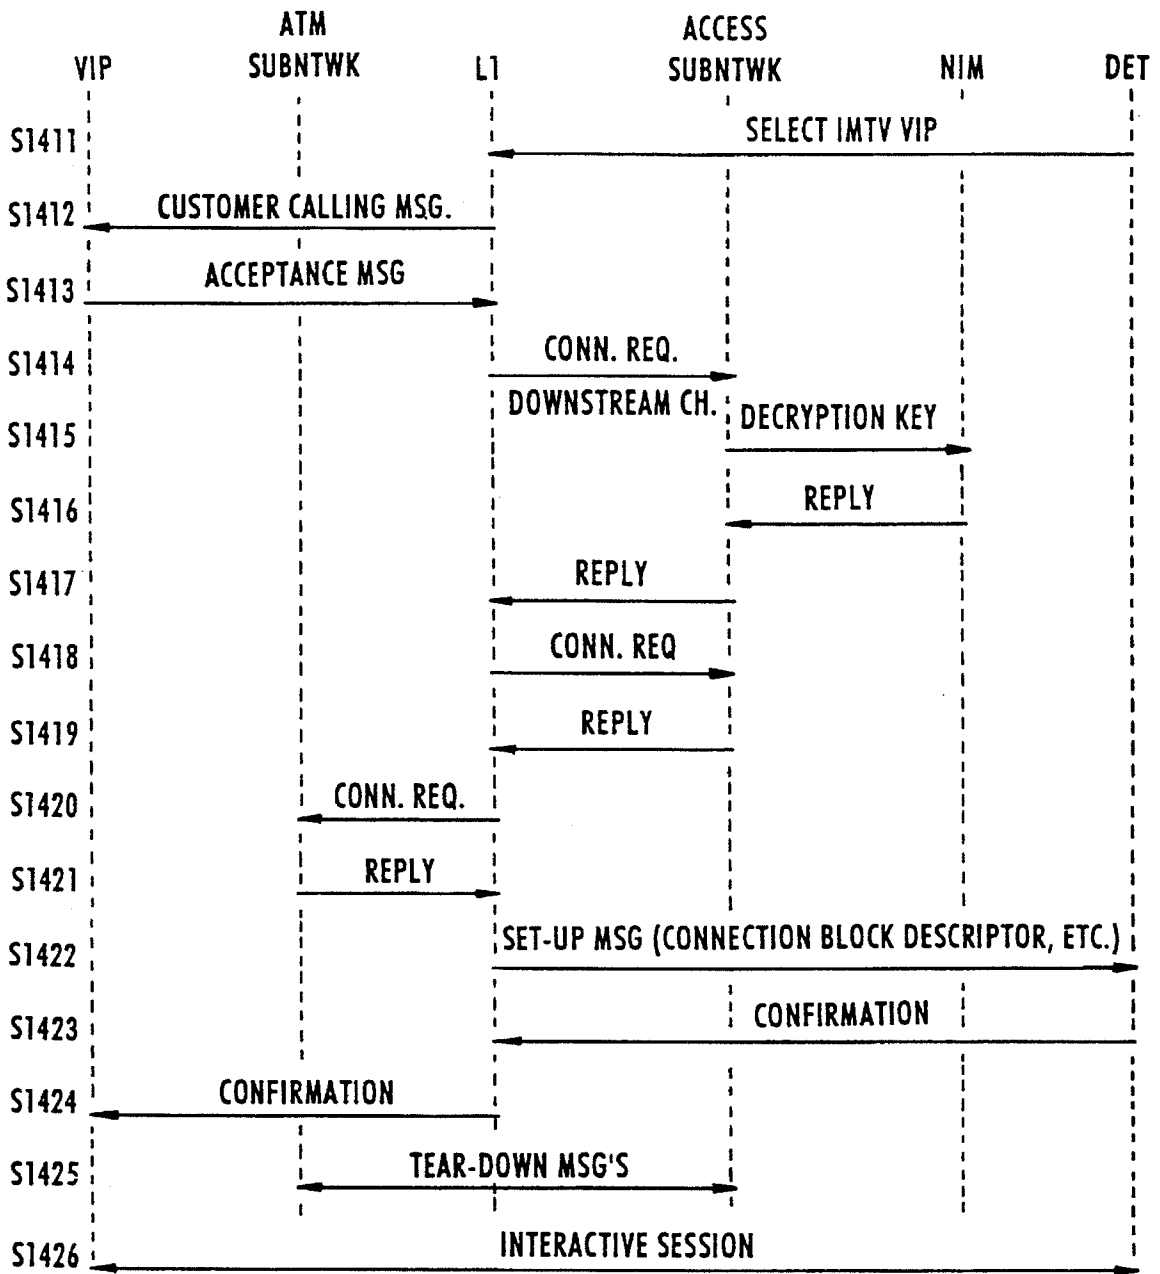 ATM
SUBNTWK
ACCESS
SUBNTWK
VIP L1 NIM DET
S1411 SELECT IMTV VIP
S1412 CUSTOMER CALLING MSG.
S1413 ACCEPTANCE MSG
S1414 CONN. REQ.
DOWNSTREAM CH.
S1415 DECRYPTION KEY
S1416 REPLY
S1417 REPLY
S1418 CONN. REQ
S1419 REPLY
S1420 CONN. REQ.
S1421 REPLY
S1422 SET-UP MSG (CONNECTION BLOCK DESCRIPTOR, ETC.)
S1423 CONFIRMATION
S1424 CONFIRMATION
S1425 TEAR-DOWN MSG'S
S1426 INTERACTIVE SESSION